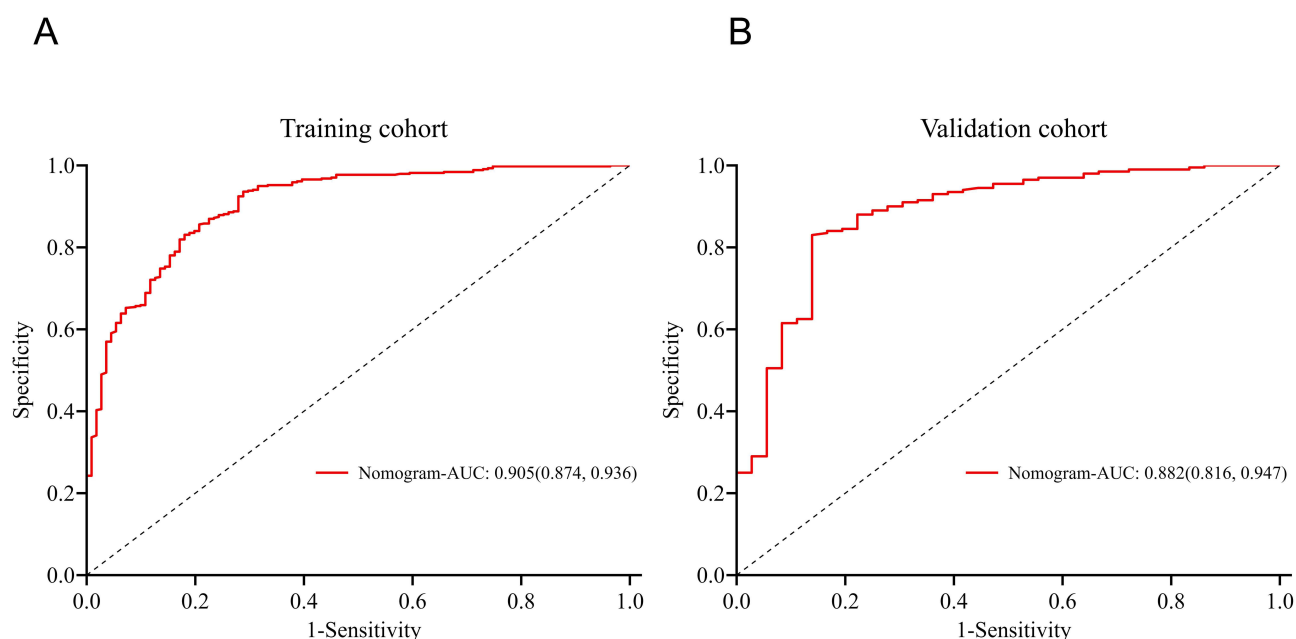 A
B
Training cohort
1.0
0.8
0.6
0.4
0.2
0.0
Specificity
Nomogram-AUC: 0.905(0.874, 0.936)
0.0 0.2 0.4 0.6 0.8 1.0
1-Sensitivity
Validation cohort
1.0
0.8
0.6
0.4
0.2
0.0
Specificity
Nomogram-AUC: 0.882(0.816, 0.947)
0.0 0.2 0.4 0.6 0.8 1.0
1-Sensitivity